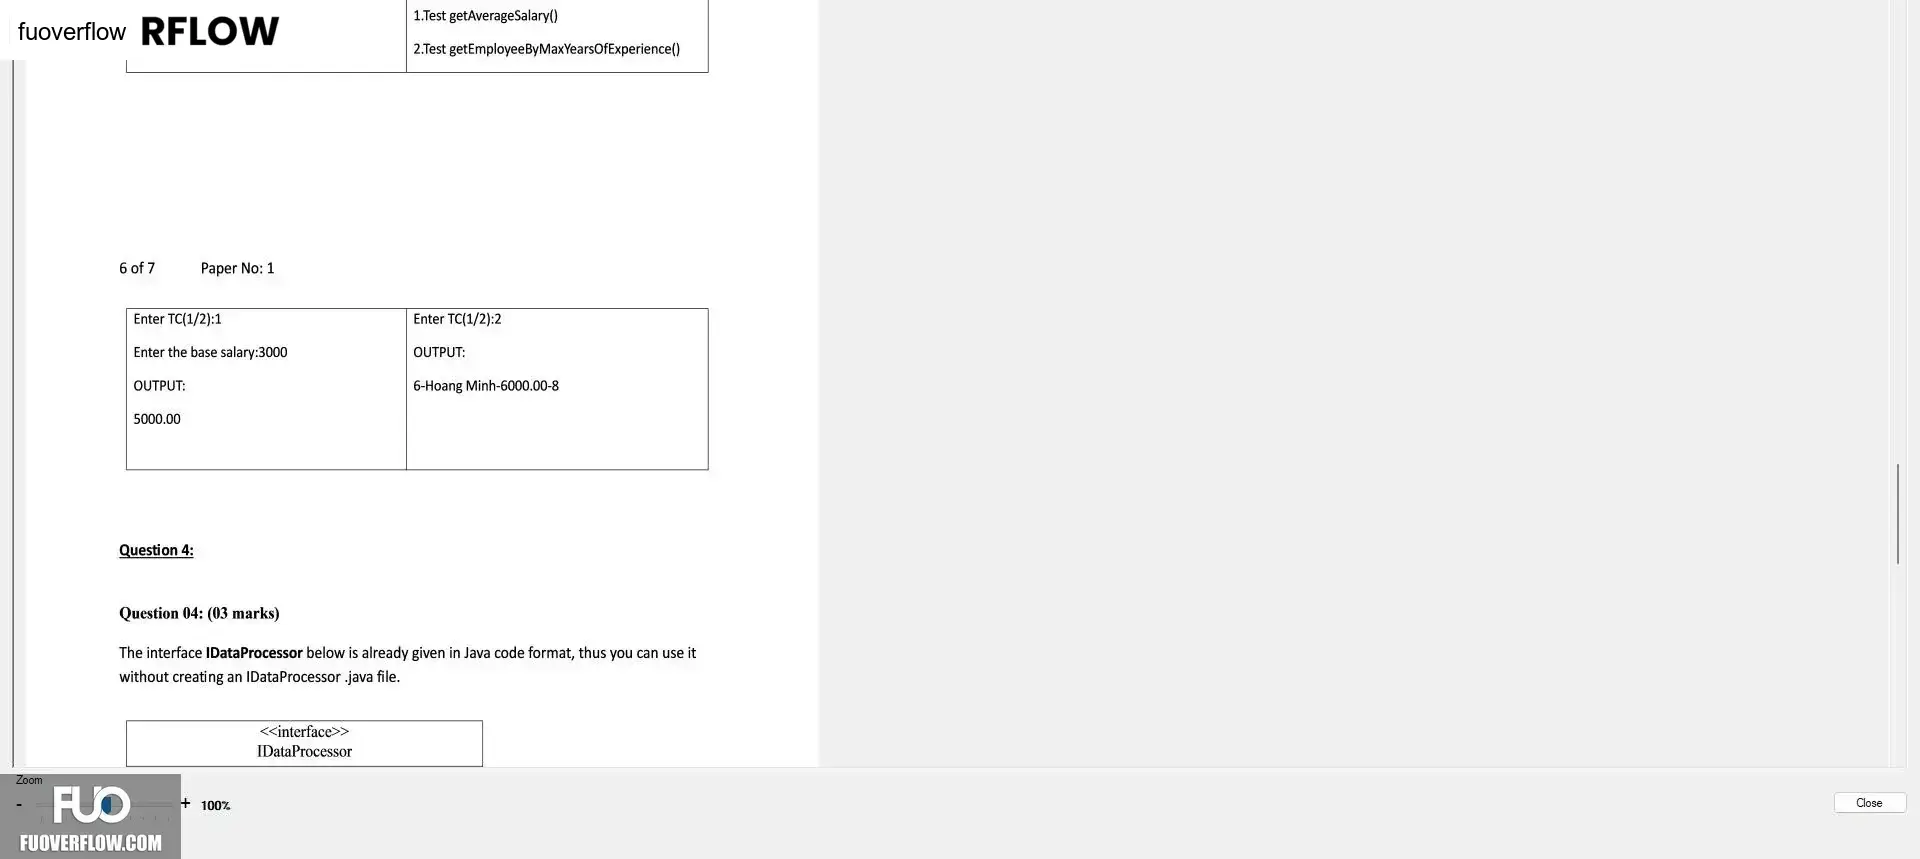 fuoverflow RFLOW
1.Test getAverageSalary()
2.Test getEmployeeByMaxYearsOfExperience()
6 of 7 Paper No: 1
Enter TC(1/2):1
Enter the base salary:3000
OUTPUT:
5000.00
Enter TC(1/2):2
OUTPUT:
6-Hoang Minh-6000.00-8
Question 4:
Question 04: (03 marks)
The interface IDataProcessor below is already given in Java code format, thus you can use it
without creating an IDataProcessor .java file.
<<interface>>
IDataProcessor
Zoom
- + 100%
FUO
FUOVERFLOW.COM
Close